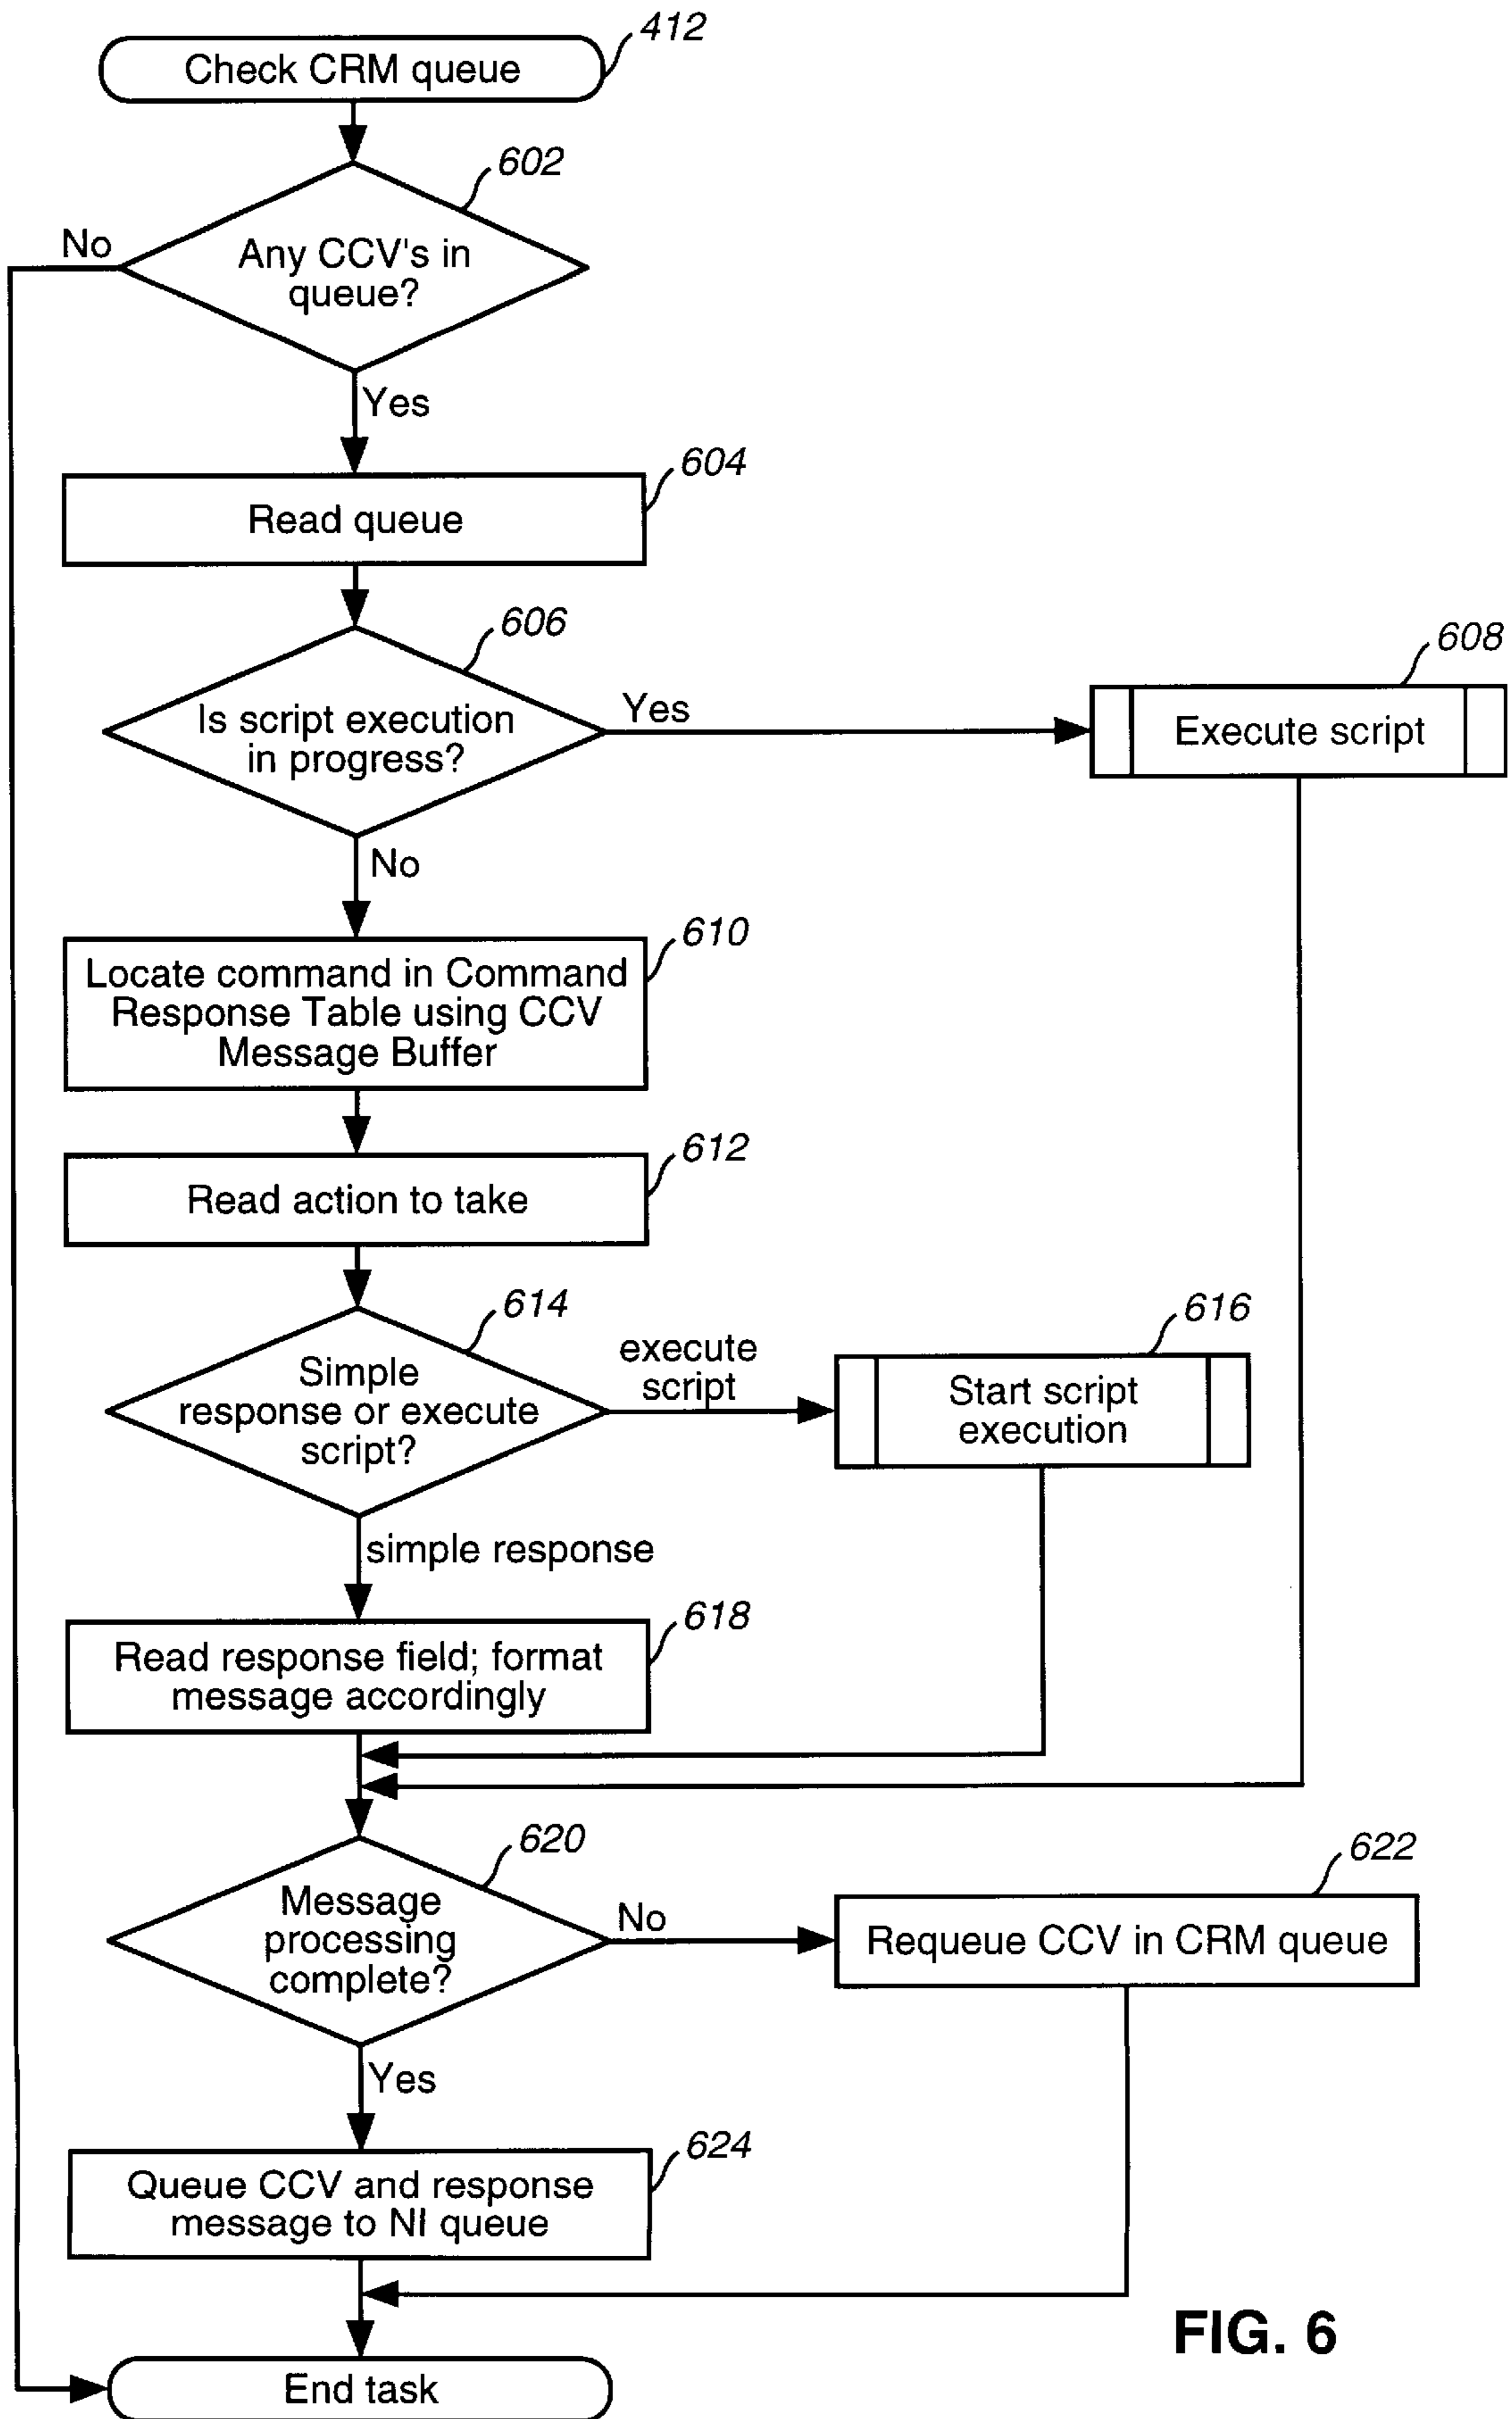 412
Check CRM queue
602
No
Any CCV's in
queue?
Yes
604
Read queue
606
608
Is script execution
in progress?
Yes
Execute script
No
610
Locate command in Command
Response Table using CCV
Message Buffer
612
Read action to take
614
616
Simple
response or execute
script?
execute
script
Start script
execution
simple response
618
Read response field; format
message accordingly
620
622
Message
processing
complete?
No
Requeue CCV in CRM queue
Yes
624
Queue CCV and response
message to NI queue
FIG. 6
End task